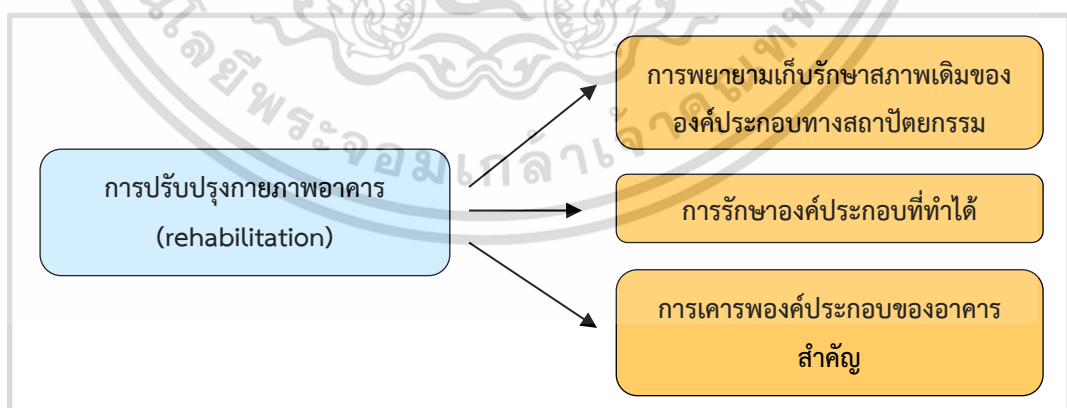 การพยายามเก็บรักษาสภาพเดิมของ
องค์ประกอบทางสถาปัตยกรรม
การปรับปรุงกายภาพอาคาร
(rehabilitation)
การรักษาองค์ประกอบที่ทำได้
การเคารพองค์ประกอบของอาคาร
สำคัญ